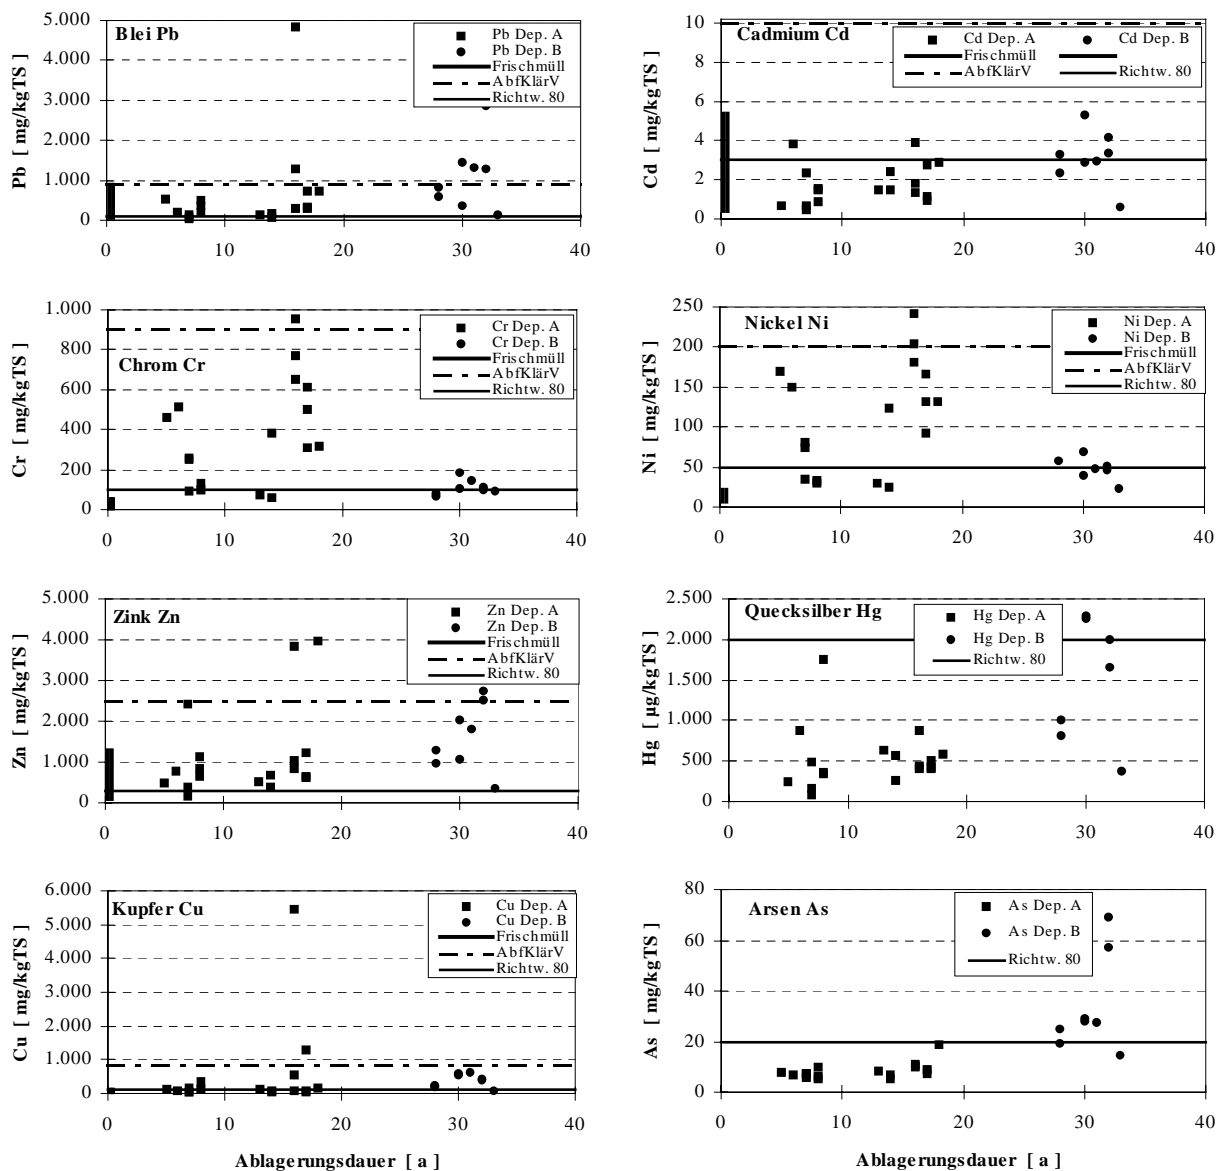 Blei Pb
Pb [ mg/kgTS]
5.000
4.000
3.000
2.000
1.000
0
0 10 20 30 40
Pb Dep. A
Pb Dep. B
Frischmüll
AbfKlärV
Richtw. 80
Cadmium Cd
Cd [ mg/kgTS]
10
8
6
4
2
0
0 10 20 30 40
Cd Dep. A Cd Dep. B
Frischmüll
AbfKlärV Richtw. 80
Chrom Cr
Cr [ mg/kgTS]
1.000
800
600
400
200
0
0 10 20 30 40
Cr Dep. A
Cr Dep. B
Frischmüll
AbfKlärV
Richtw. 80
Nickel Ni
Ni [ mg/kgTS]
250
200
150
100
50
0
0 10 20 30 40
Ni Dep. A
Ni Dep. B
Frischmüll
AbfKlärV
Richtw. 80
Zink Zn
Zn [ mg/kgTS]
5.000
4.000
3.000
2.000
1.000
0
0 10 20 30 40
Zn Dep. A
Zn Dep. B
Frischmüll
AbfKlärV
Richtw. 80
Quecksilber Hg
Hg [ µg/kgTS]
2.500
2.000
1.500
1.000
500
0
0 10 20 30 40
Hg Dep. A
Hg Dep. B
Richtw. 80
Kupfer Cu
Cu [ mg/kgTS]
6.000
5.000
4.000
3.000
2.000
1.000
0
0 10 20 30 40
Cu Dep. A
Cu Dep. B
Frischmüll
AbfKlärV
Richtw. 80
Ablagerungsdauer [ a ]
Arsen As
As [ mg/kgTS]
80
60
40
20
0
0 10 20 30 40
As Dep. A
As Dep. B
Richtw. 80
Ablagerungsdauer [ a ]